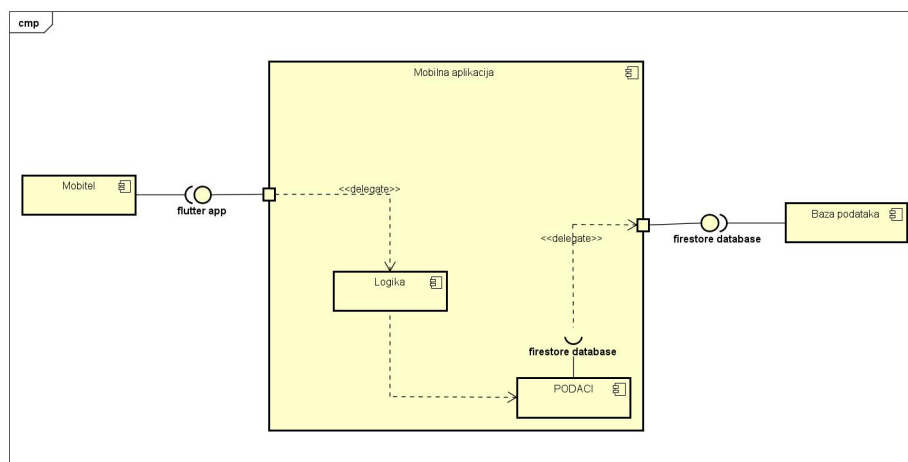 cmp
Mobilna aplikacija
Mobitel
<<delegate>>
flutter app
Baza podataka
<<delegate>>
firestore database
Logika
firestore database
PODACI